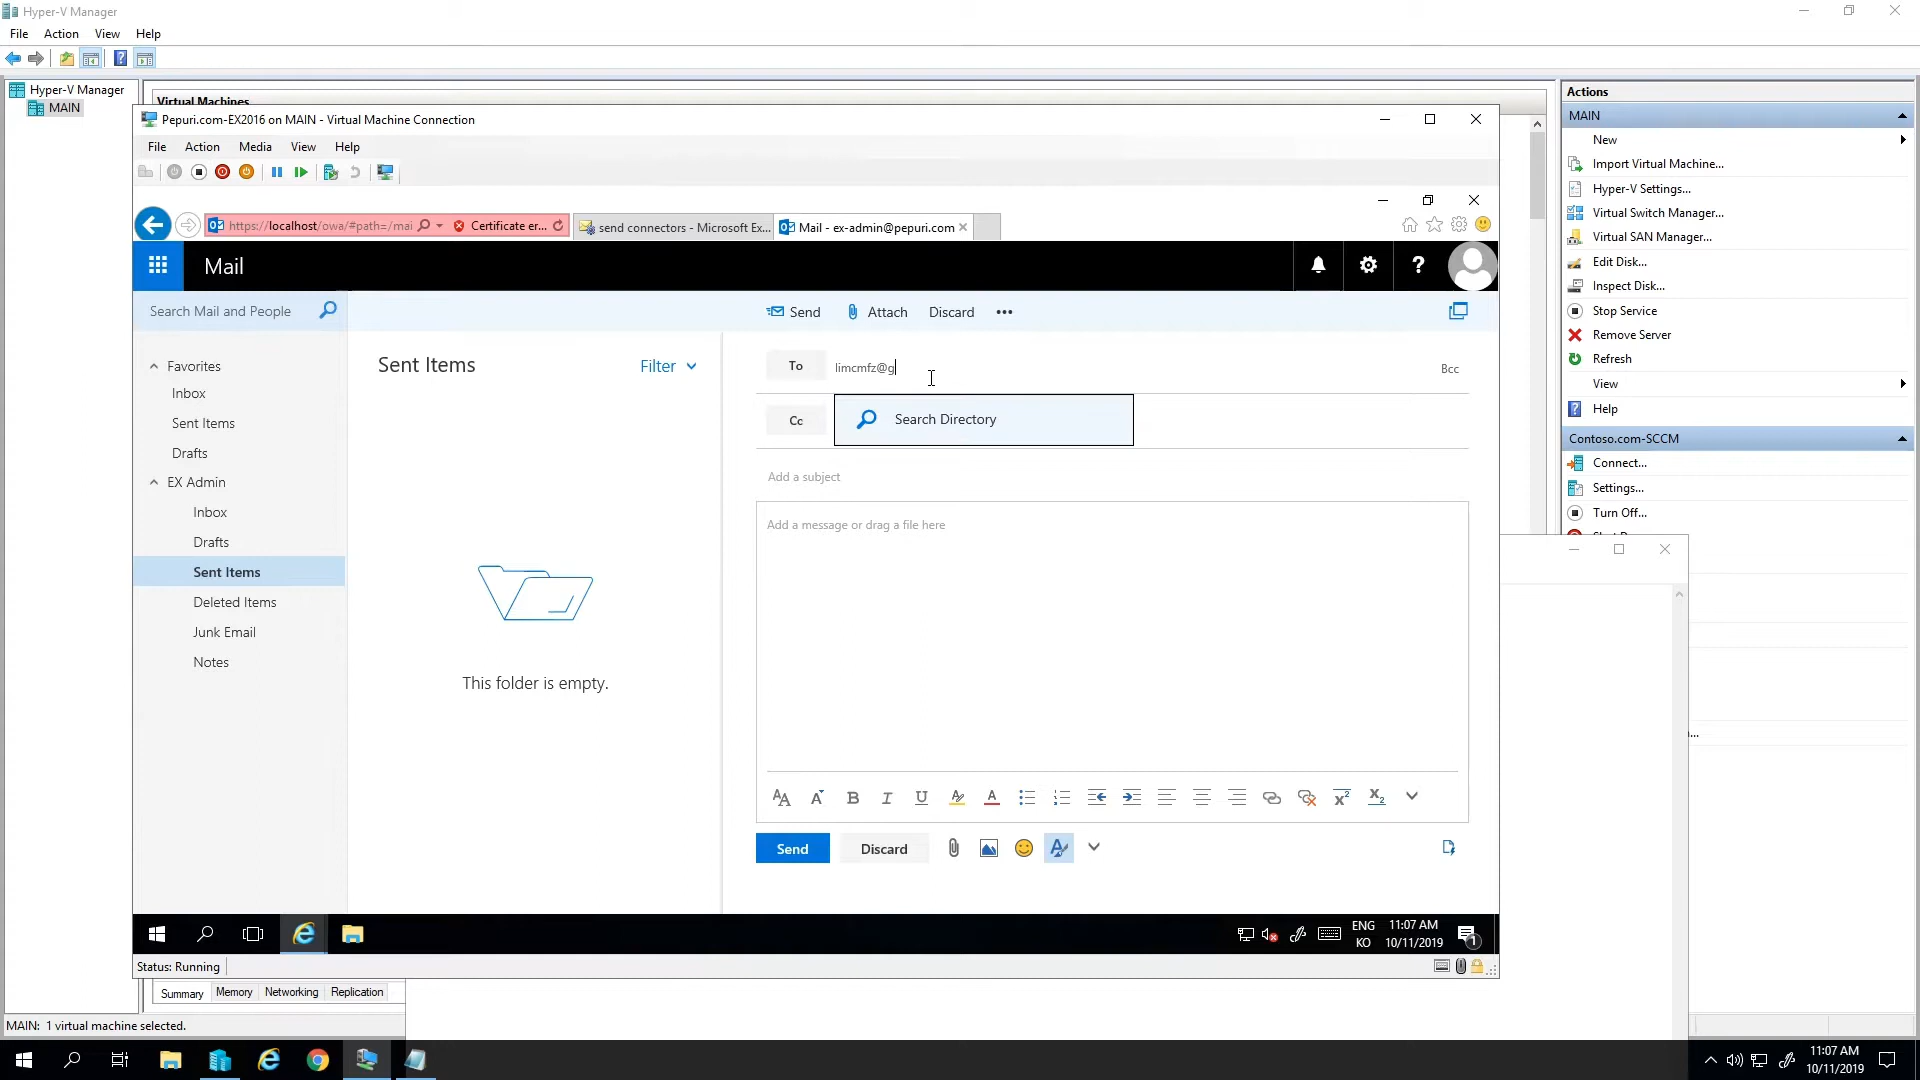 Hyper-V Manager
File Action View Help
Hyper-V Manager
MAIN
Virtual Machines
Pepuri.com-EX2016 on MAIN - Virtual Machine Connection
File Action Media View Help
https://localhost/owa/#path=/mai
Certificate er...
send connectors - Microsoft Ex...
Mail - ex-admin@pepuri.com
Mail
Search Mail and People
Send Attach Discard
Favorites
Inbox
Sent Items
Drafts
EX Admin
Inbox
Drafts
Sent Items
Deleted Items
Junk Email
Notes
Sent Items
Filter
This folder is empty.
To
limcmfz@g
Bcc
Cc
Search Directory
Add a subject
Add a message or drag a file here
Send
Discard
ENG
KO
11:07 AM
10/11/2019
1
Status: Running
Summary Memory Networking Replication
MAIN: 1 virtual machine selected.
Actions
MAIN
New
Import Virtual Machine...
Hyper-V Settings...
Virtual Switch Manager...
Virtual SAN Manager...
Edit Disk...
Inspect Disk...
Stop Service
Remove Server
Refresh
View
Help
Contoso.com-SCCM
Connect...
Settings...
Turn Off...
11:07 AM
10/11/2019